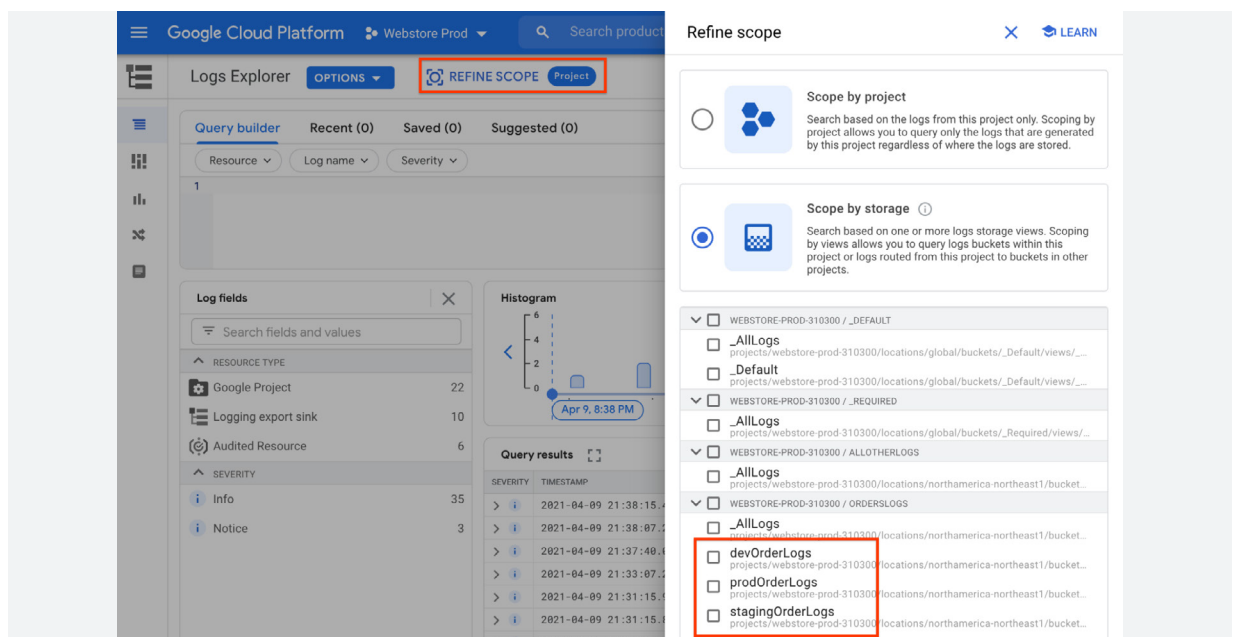 Google Cloud Platform
Webstore Prod
Search product
Logs Explorer
OPTIONS
REFINE SCOPE
Project
Query builder
Recent (0)
Saved (0)
Suggested (0)
Resource
Log name
Severity
1
Log fields
Search fields and values
RESOURCE TYPE
Google Project 22
Logging export sink 10
Audited Resource 6
SEVERITY
Info 35
Notice 3
Histogram
6
4
2
0
Apr 9, 8:38 PM
Query results
SEVERITY TIMESTAMP
2021-04-09 21:38:15.
2021-04-09 21:38:07.
2021-04-09 21:37:40.
2021-04-09 21:33:07.
2021-04-09 21:31:15.
2021-04-09 21:31:15.
Refine scope
LEARN
Scope by project
Search based on the logs from this project only. Scoping by
project allows you to query only the logs that are generated
by this project regardless of where the logs are stored.
Scope by storage
Search based on one or more logs storage views. Scoping
by views allows you to query logs buckets within this
project or logs routed from this project to buckets in other
projects.
WEBSTORE-PROD-310300 / _DEFAULT
_AllLogs
projects/webstore-prod-310300/locations/global/buckets/_Default/views/_...
_Default
projects/webstore-prod-310300/locations/global/buckets/_Default/views/_...
WEBSTORE-PROD-310300 / _REQUIRED
_AllLogs
projects/webstore-prod-310300/locations/global/buckets/_Required/views/...
WEBSTORE-PROD-310300 / ALLOTHERLOGS
_AllLogs
projects/webstore-prod-310300/locations/northamerica-northeast1/bucket...
WEBSTORE-PROD-310300 / ORDERSLOGS
_AllLogs
projects/webstore-prod-310300/locations/northamerica-northeast1/bucket...
devOrderLogs
projects/webstore-prod-310300/locations/northamerica-northeast1/bucket...
prodOrderLogs
projects/webstore-prod-310300/locations/northamerica-northeast1/bucket...
stagingOrderLogs
projects/webstore-prod-310300/locations/northamerica-northeast1/bucket...